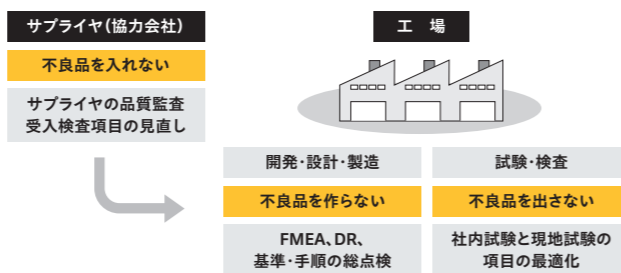 サプライヤ(協力会社)
不良品を入れない
サプライヤの品質監査
受入検査項目の見直し
工　場
開発・設計・製造
不良品を作らない
FMEA、DR、
基準・手順の総点検
試験・検査
不良品を出さない
社内試験と現地試験の
項目の最適化